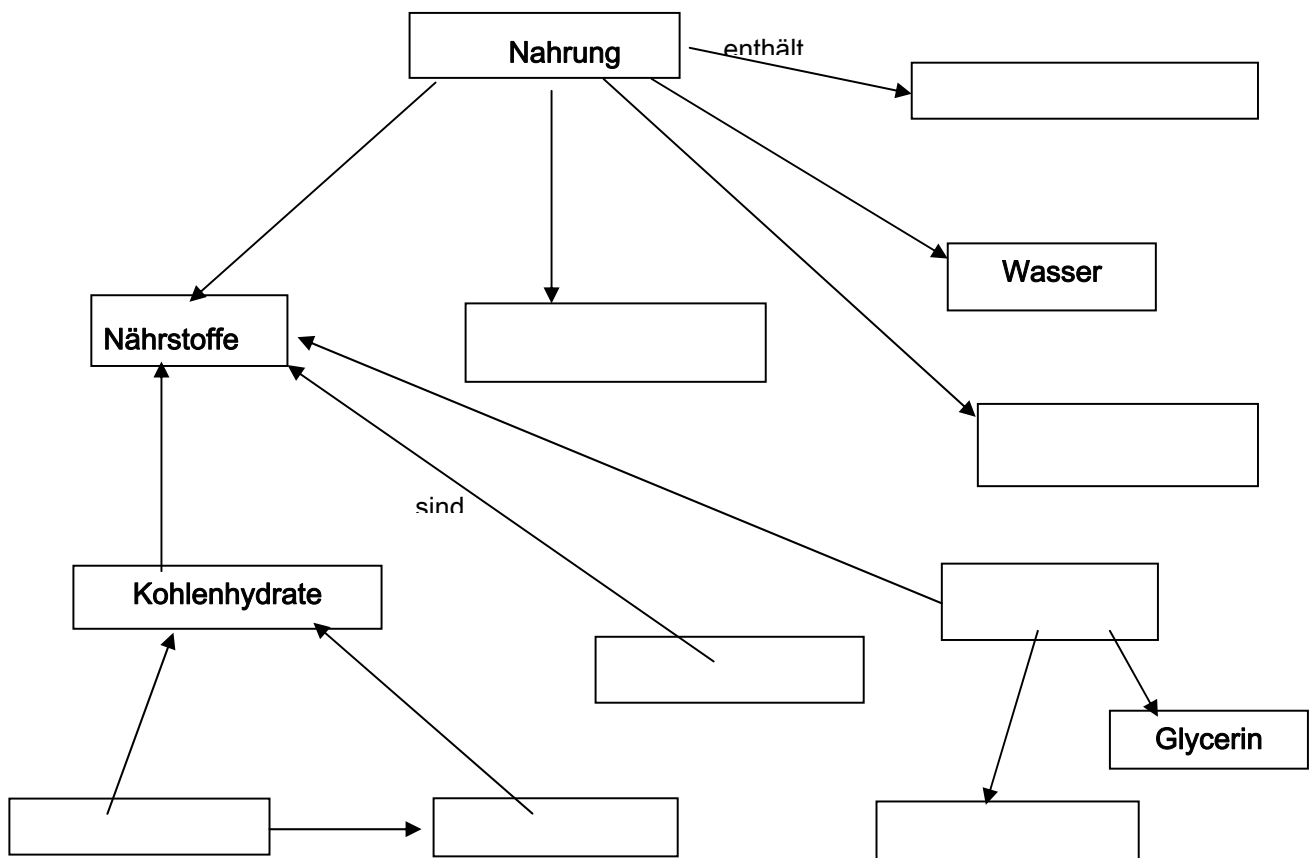 Nahrung
enthält
Wasser
Nährstoffe
sind
Kohlenhydrate
Glycerin